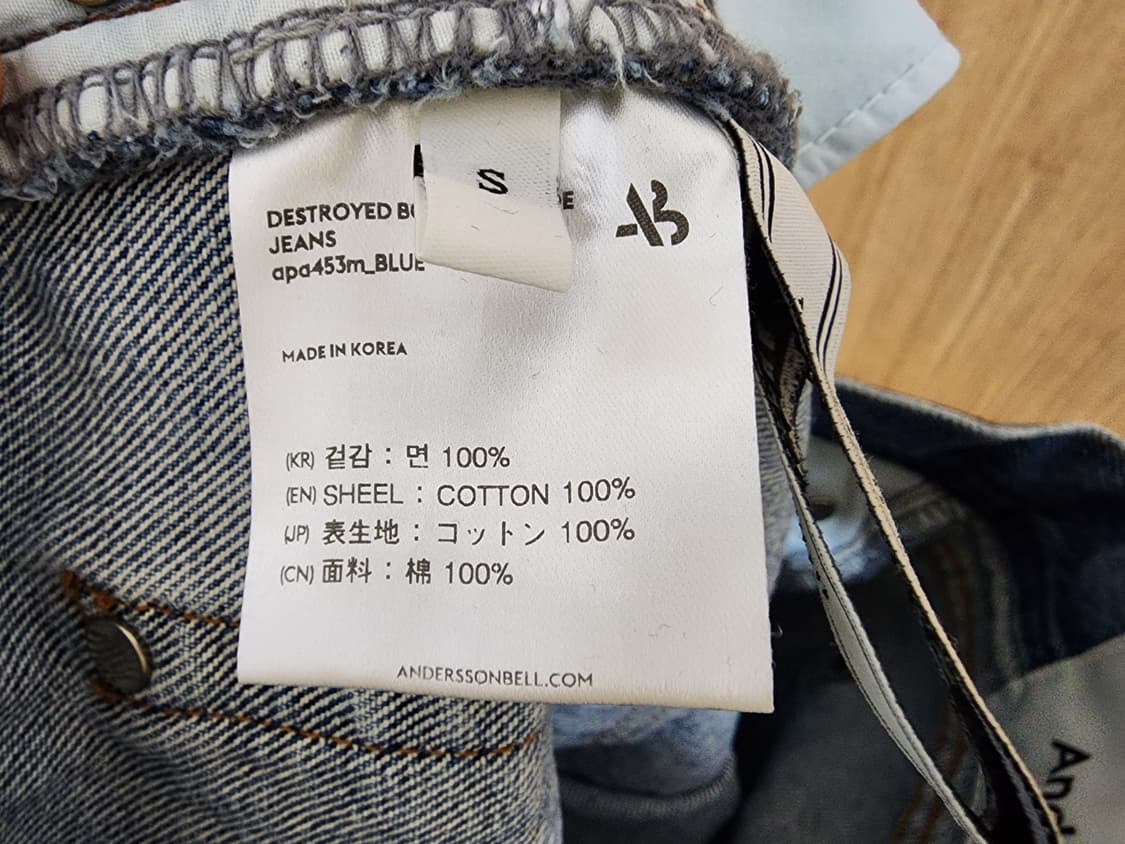 S
DESTROYED
JEANS
apa453m_BLUE
MADE IN KOREA
(KR) 겉감 : 면 100%
(EN) SHEEL : COTTON 100%
(JP) 表生地 : コットン 100%
(CN) 面料 : 棉 100%
ANDERSSONBELL.COM